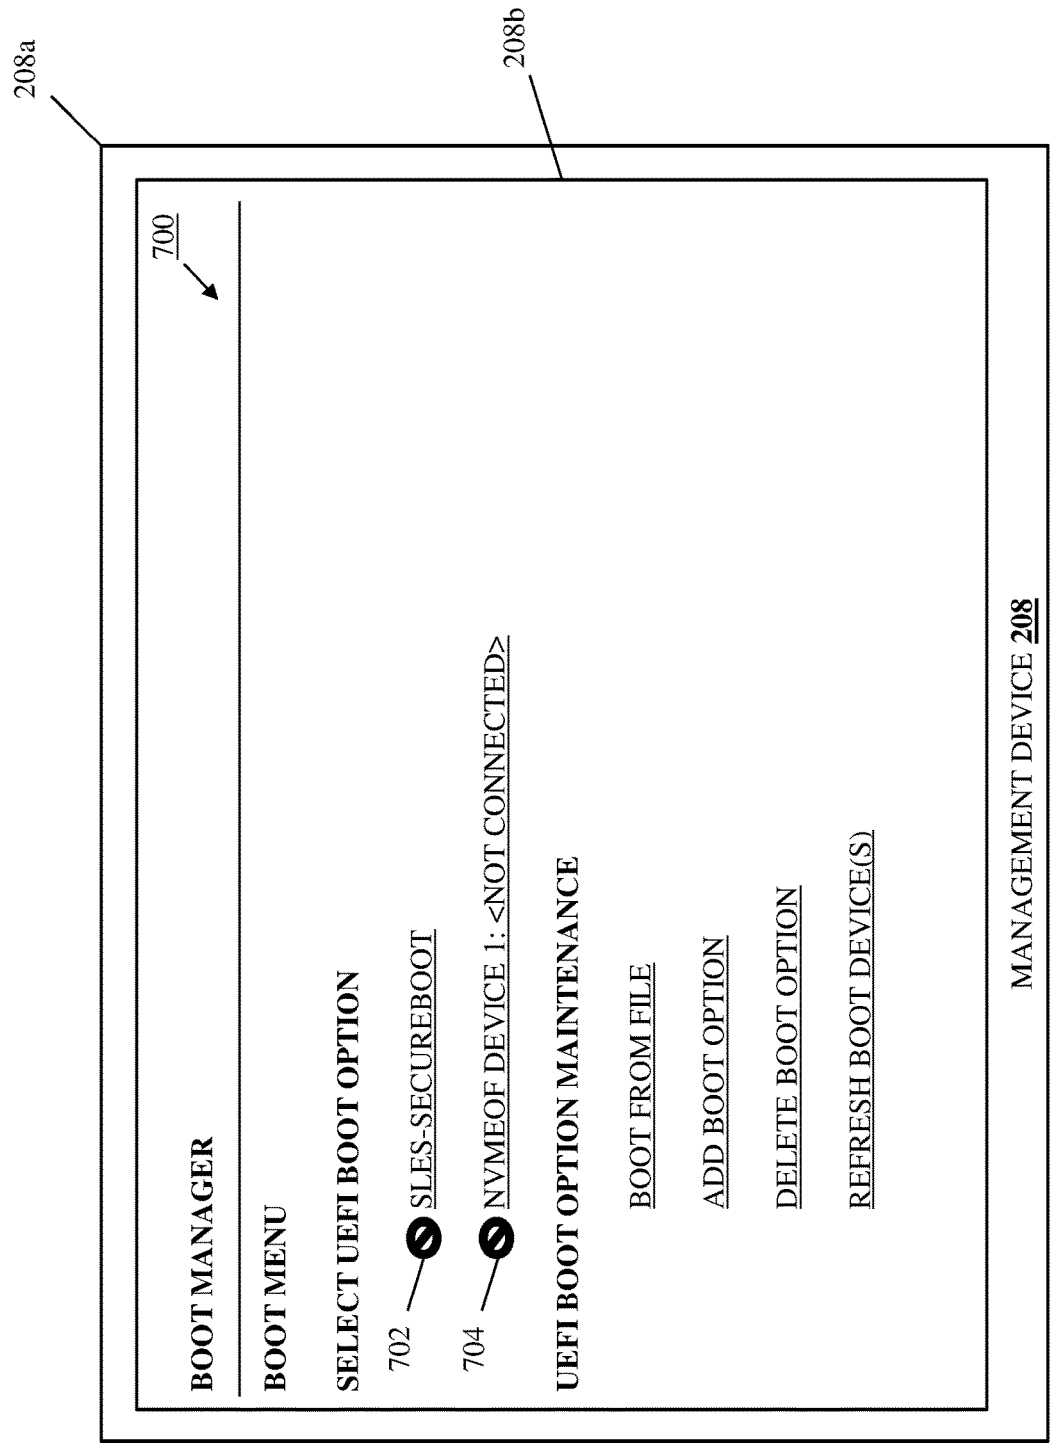 208a
208b
700
BOOT MANAGER
BOOT MENU
SELECT UEFI BOOT OPTION
702
SLES-SECUREBOOT
704
NVMEOF DEVICE 1: <NOT CONNECTED>
UEFI BOOT OPTION MAINTENANCE
BOOT FROM FILE
ADD BOOT OPTION
DELETE BOOT OPTION
REFRESH BOOT DEVICE(S)
MANAGEMENT DEVICE 208